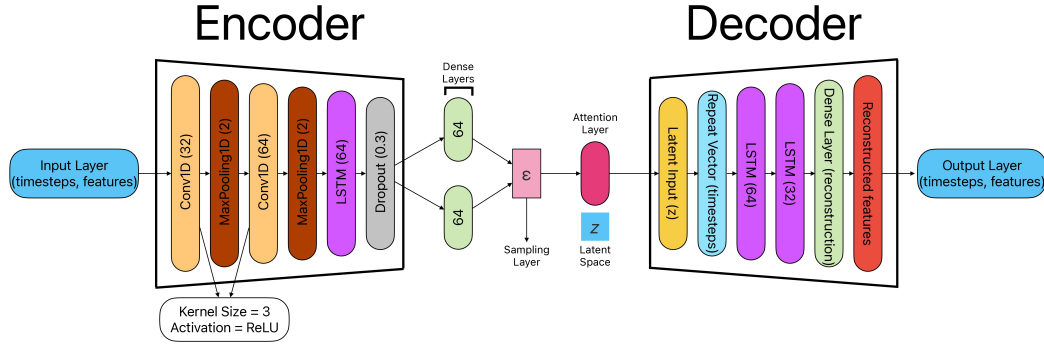 Encoder
Decoder
Input Layer
(timesteps, features)
Conv1D (32)
MaxPooling1D (2)
Conv1D (64)
MaxPooling1D (2)
LSTM (64)
Dropout (0.3)
Kernel Size = 3
Activation = ReLU
Dense
Layers
64
64
ε
Sampling
Layer
Attention
Layer
z
Latent
Space
Latent Input (z)
Repeat Vector (timesteps)
LSTM (64)
LSTM (32)
Dense Layer (reconstruction)
Reconstructed features
Output Layer
(timesteps, features)